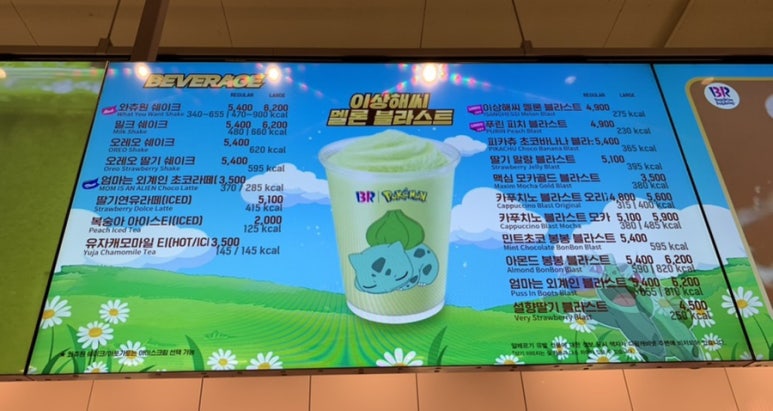 BEVERAGE
REGULAR LARGE
와츄원 쉐이크 5,400 6,200
What You Want Shake 340~655 | 470~900 kcal
밀크 쉐이크 5,400 6,200
Milk Shake 480 | 660 kcal
오레오 쉐이크 5,400
OREO Shake 620 kcal
오레오 딸기 쉐이크 5,400
Oreo Strawberry Shake 595 kcal
엄마는 외계인 초코라떼 3,500
MOM IS AN ALIEN Choco Latte 370 / 285 kcal
딸기연유라떼(ICED) 5,100
Strawberry Dolce Latte 415 kcal
복숭아 아이스티(ICED) 2,000
Peach Iced Tea 125 kcal
유자캐모마일 티(HOT/ICE 3,500
Yuja Chamomile Tea 145 / 145 kcal
이상해씨
멜론 블라스트
BR POKÉMON
REGULAR LARGE
이상해씨 멜론 블라스트 4,900
Melon Blast 275 kcal
푸린 피치 블라스트 4,900
PURIN Peach Blast 230 kcal
피카츄 초코바나나 블라 5,400
PIKACHU Choco Banana Blast 365 kcal
딸기 말랑 블라스트 5,100
Strawberry Jelly Blast 395 kcal
맥심 모카골드 블라스트 3,500
Maxim Mocha Gold Blast 380 kcal
카푸치노 블라스트 오리지 4,800 5,600
Cappuccino Blast Original 315 | 400 kcal
카푸치노 블라스트 모카 5,100 5,900
Cappuccino Blast Mocha 380 | 485 kcal
민트초코 봉봉 블라스트 5,400
Mint Chocolate BonBon Blast 595 kcal
아몬드 봉봉 블라스트 5,400 6,200
Almond BonBon Blast 590 | 820 kcal
엄마는 외계인 블라스트 5,400 6,200
Puss In Boots Blast 810 kcal
설향딸기 블라스트 4,500
Very Strawberry Blast 250 kcal
BR
baskin robbins